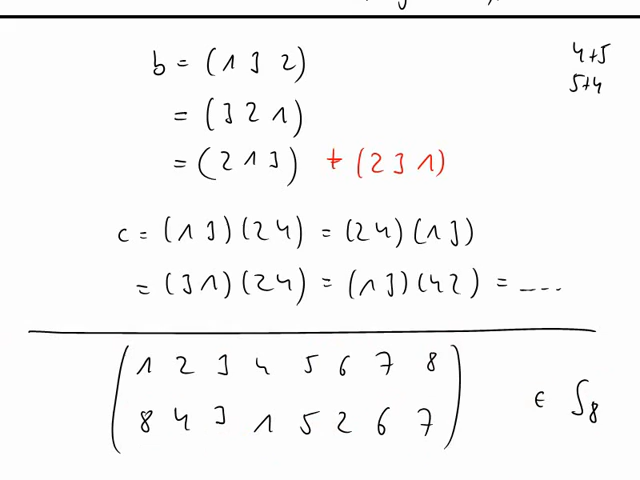 b = (1 3 2)
4+5
5+4
= (3 2 1)
= (2 1 3) ≠ (2 3 1)
c = (1 3)(2 4) = (2 4)(1 3)
= (3 1)(2 4) = (1 3)(4 2) = ....
( 1 2 3 4 5 6 7 8
8 4 3 1 5 2 6 7 ) ∈ S₈